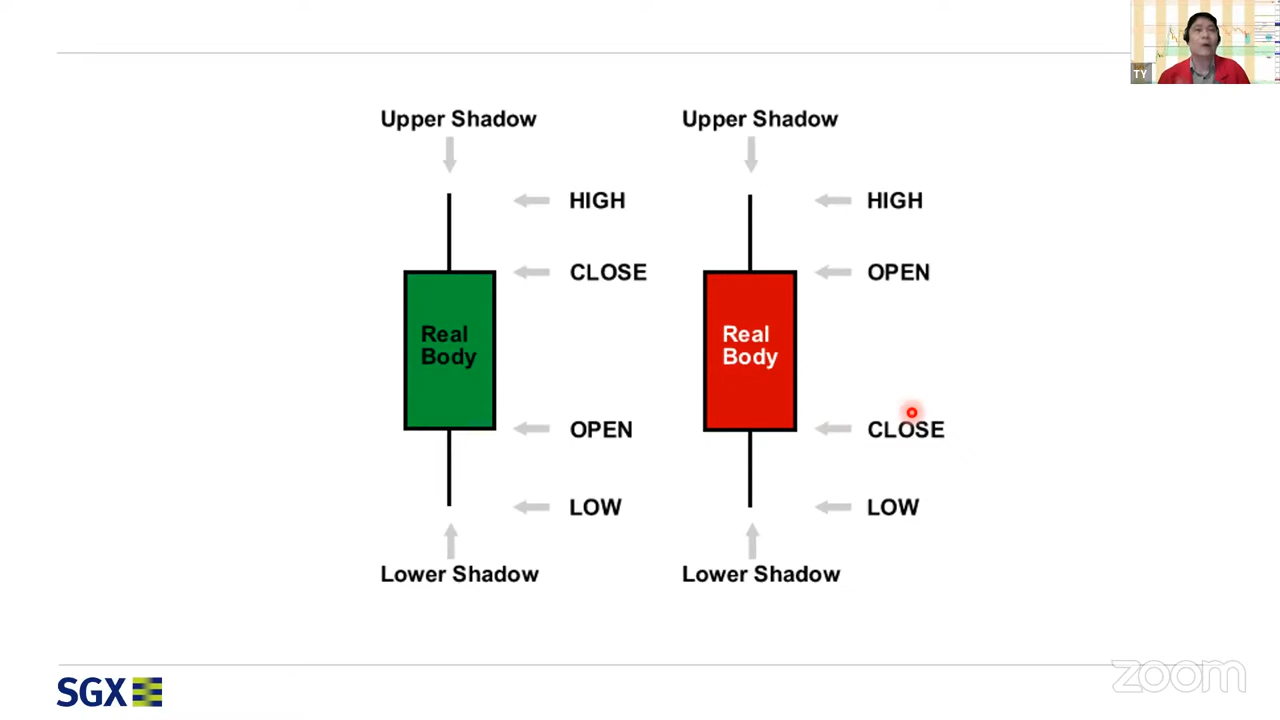 TY
Upper Shadow
Upper Shadow
HIGH
HIGH
CLOSE
OPEN
Real
Body
Real
Body
OPEN
CLOSE
LOW
LOW
Lower Shadow
Lower Shadow
SGX
zoom